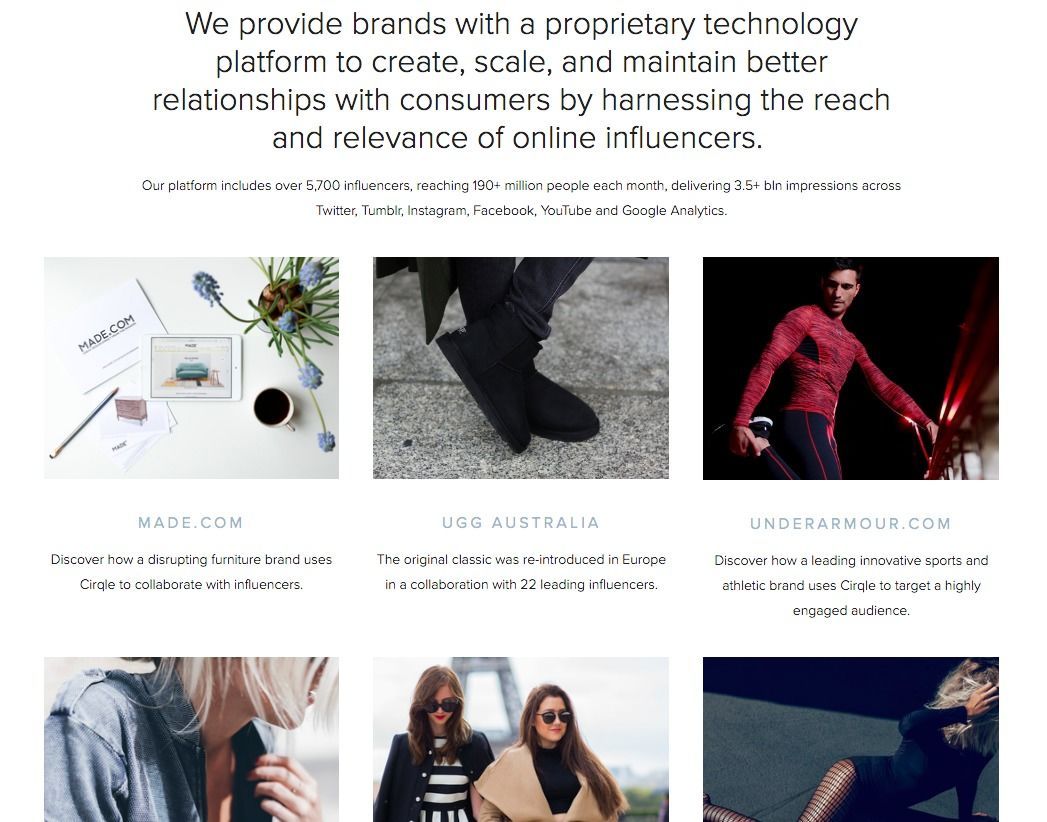 We provide brands with a proprietary technology
platform to create, scale, and maintain better
relationships with consumers by harnessing the reach
and relevance of online influencers.
Our platform includes over 5,700 influencers, reaching 190+ million people each month, delivering 3.5+ bln impressions across
Twitter, Tumblr, Instagram, Facebook, YouTube and Google Analytics.
MADE.COM
MADE
MADE
MADE.COM
Discover how a disrupting furniture brand uses
Cirqle to collaborate with influencers.
UGG AUSTRALIA
The original classic was re-introduced in Europe
in a collaboration with 22 leading influencers.
UNDERARMOUR.COM
Discover how a leading innovative sports and
athletic brand uses Cirqle to target a highly
engaged audience.